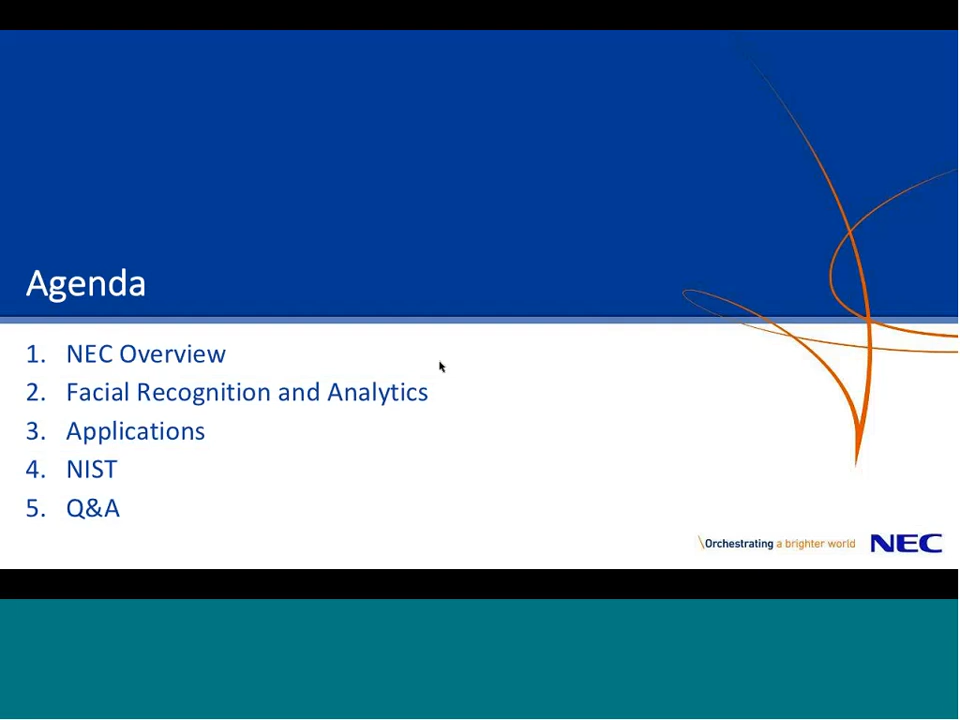 Agenda
1. NEC Overview
2. Facial Recognition and Analytics
3. Applications
4. NIST
5. Q&A
\Orchestrating a brighter world NEC